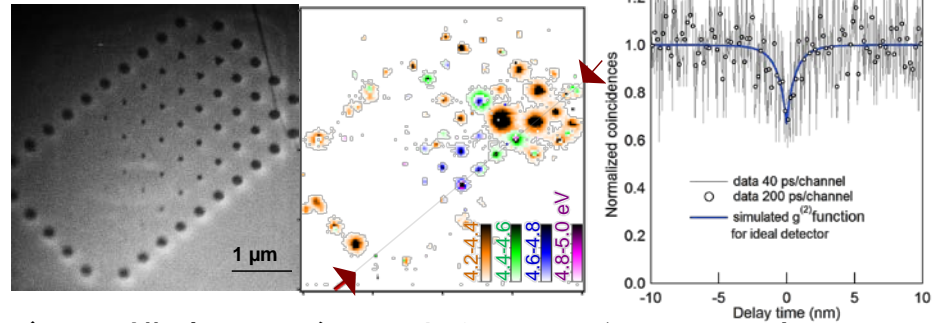 1 μm
4.2-4.4
4.4-4.6
4.6-4.8
4.8-5.0 eV
Normalized coincidences
1.2
1.0
0.8
0.6
0.4
0.2
0.0
data 40 ps/channel
data 200 ps/channel
simulated g(2)function
for ideal detector
-10
-5
0
5
10
Delay time (nm)